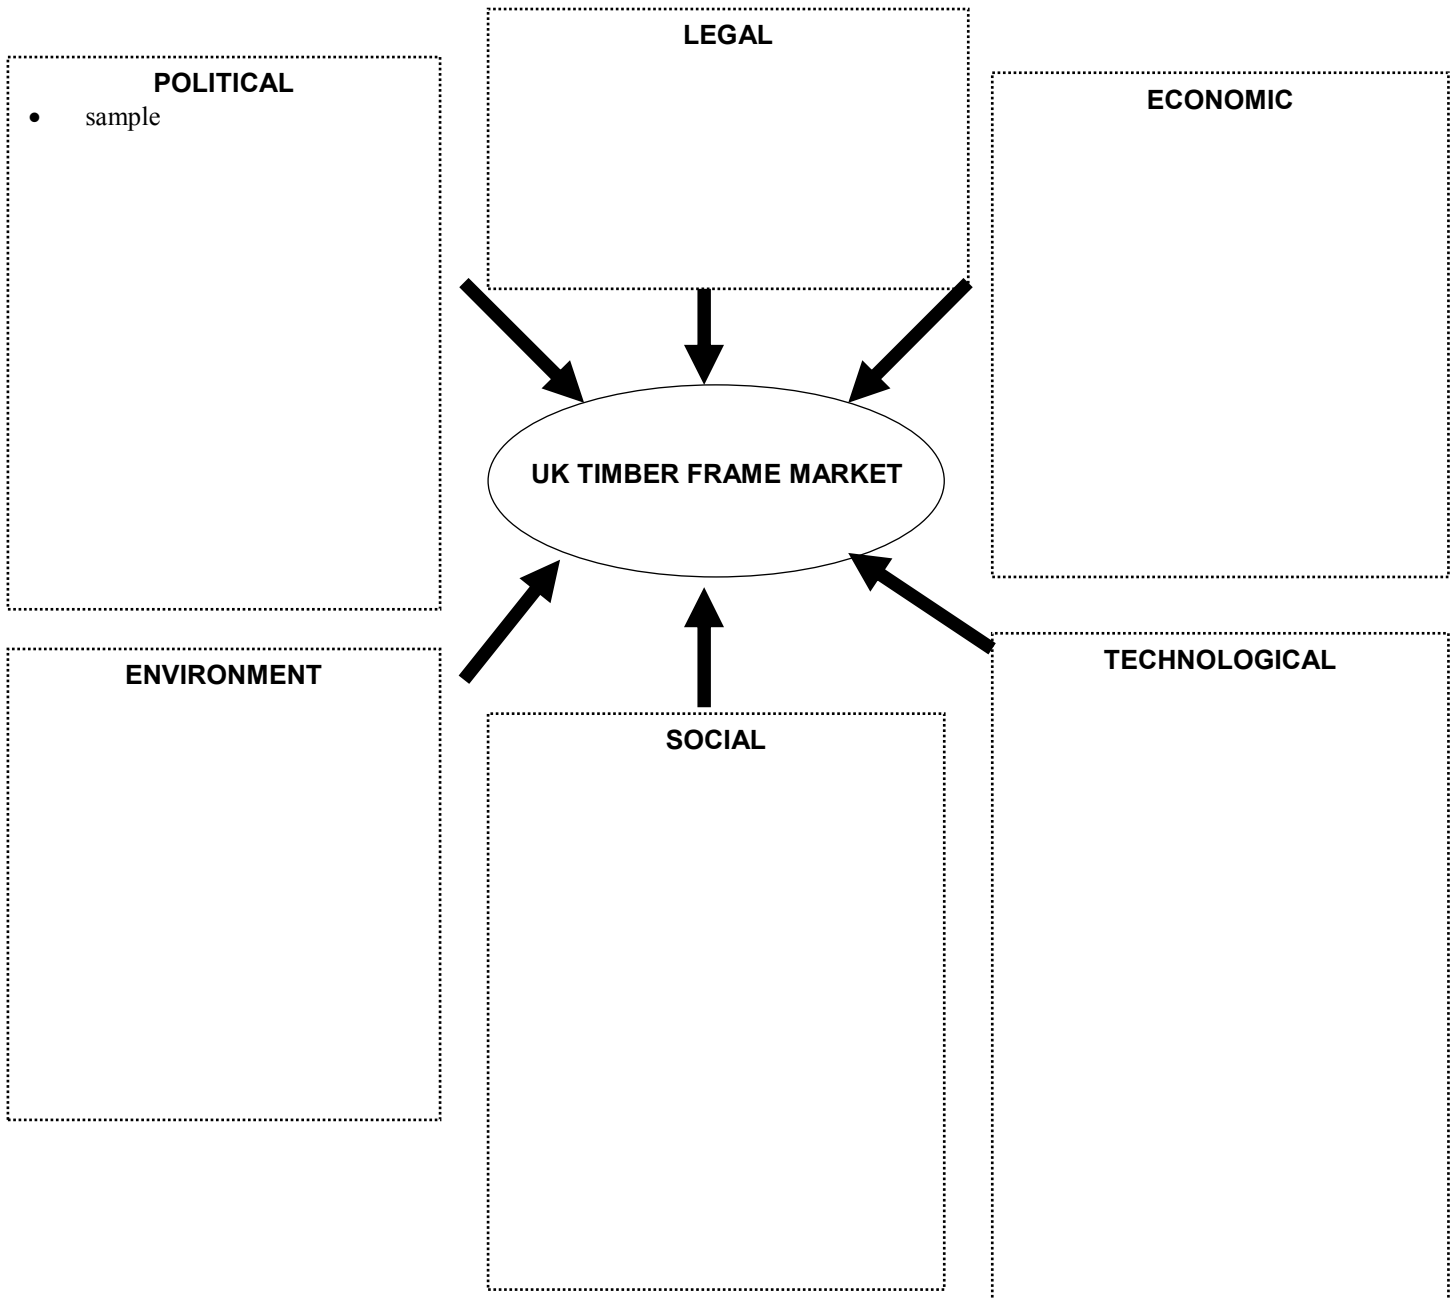 LEGAL
POLITICAL
• sample
ECONOMIC
UK TIMBER FRAME MARKET
ENVIRONMENT
TECHNOLOGICAL
SOCIAL